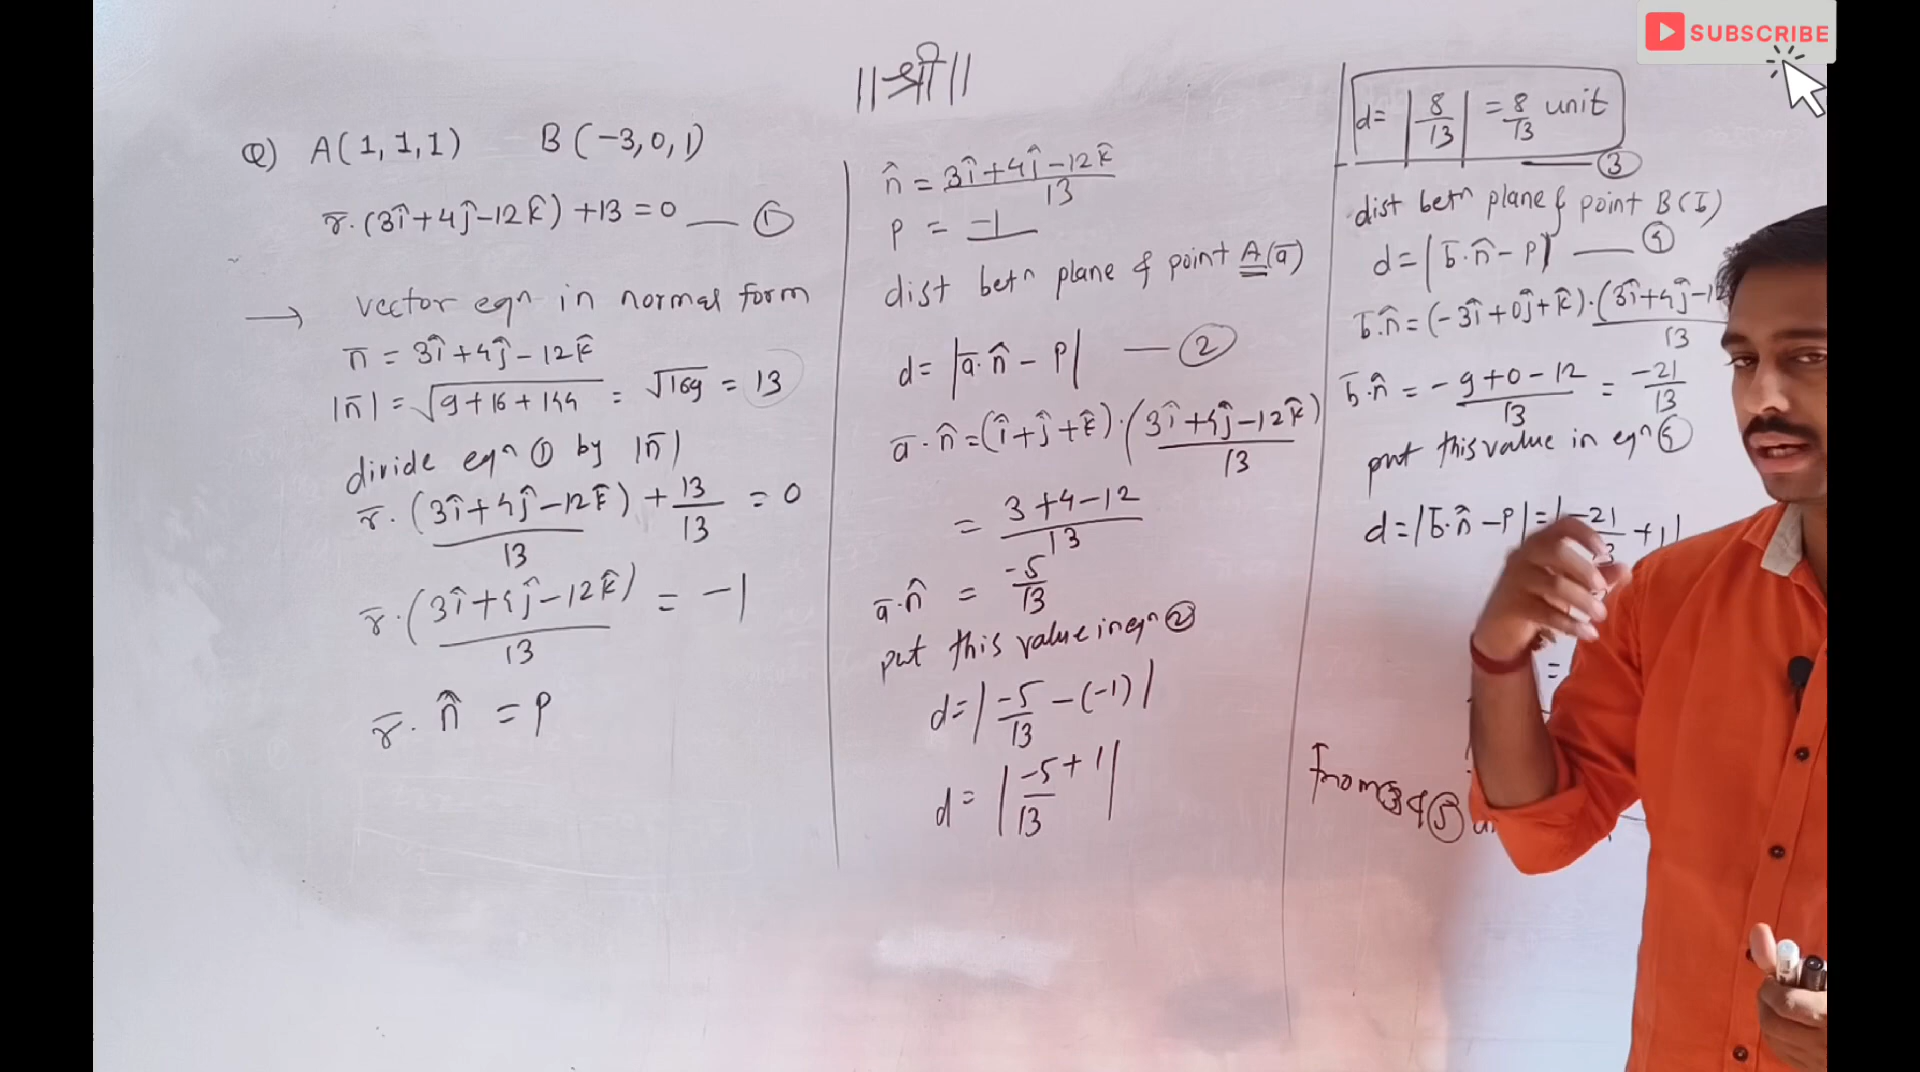 SUBSCRIBE
||श्री||
Q) A(1,1,1) B(-3,0,1)
r̄·(3î+4ĵ-12k̂)+13=0 — ①
→ vector eqn in normal form
n̄ = 3î+4ĵ-12k̂
|n̄| = √9+16+144 = √169 = 13
divide eqn ① by |n̄|
r̄·(3î+4ĵ-12k̂)/13 + 13/13 = 0
r̄·(3î+4ĵ-12k̂)/13 = -1
r̄·n̂ = p
n̂ = 3î+4ĵ-12k̂/13
p = -1
dist betn plane & point A(ā)
d = |ā·n̂ - p| — ②
ā·n̂ = (î+ĵ+k̂)·(3î+4ĵ-12k̂)/13
= 3+4-12/13
ā·n̂ = -5/13
put this value in eqn ②
d = |-5/13 - (-1)|
d = |-5/13 + 1|
d = |8/13| = 8/13 unit
— ③
dist betn plane & point B(b̄)
d = |b̄·n̂ - p| — ④
b̄·n̂ = (-3î+0ĵ+k̂)·(3î+4ĵ-12/13
b̄·n̂ = -9+0-12/13 = -21/13
put this value in eqn ④
d = |b̄·n̂ - p| = |-21/13 + 1|
=
From ③ & ⑤